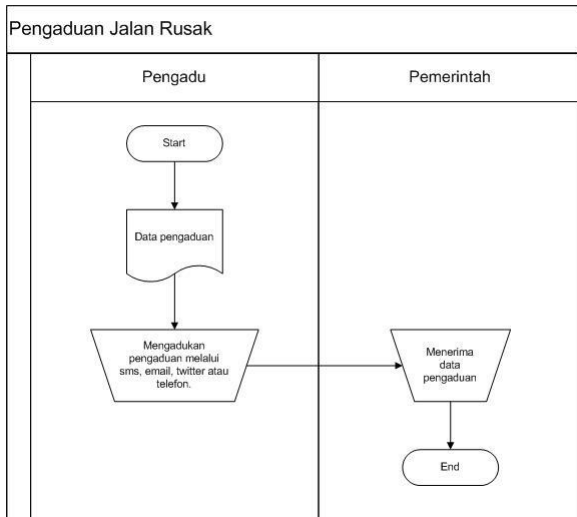 Pengaduan Jalan Rusak
Pengadu
Pemerintah
Start
Data pengaduan
Mengadukan
pengaduan melalui
sms, email, twitter atau
telefon.
Menerima
data
pengaduan
End